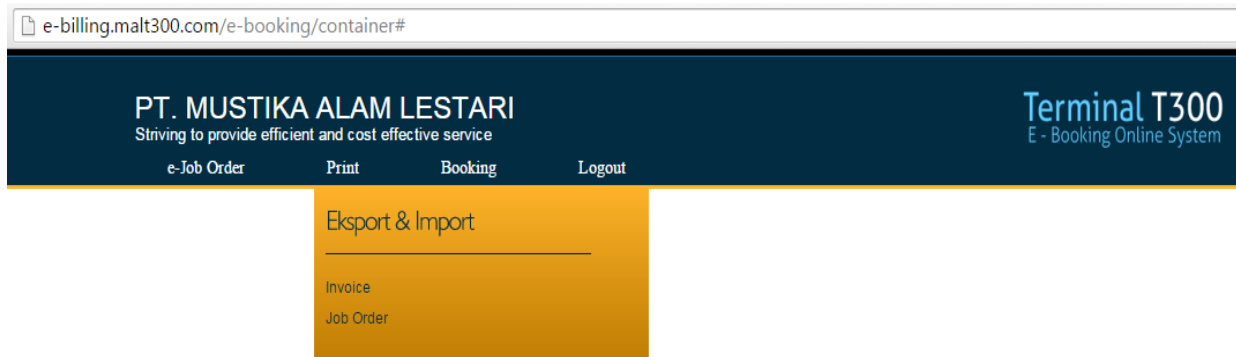 e-billing.malt300.com/e-booking/container#
PT. MUSTIKA ALAM LESTARI
Striving to provide efficient and cost effective service
Terminal T300
E - Booking Online System
e-Job Order Print Booking Logout
Eksport & Import
Invoice
Job Order